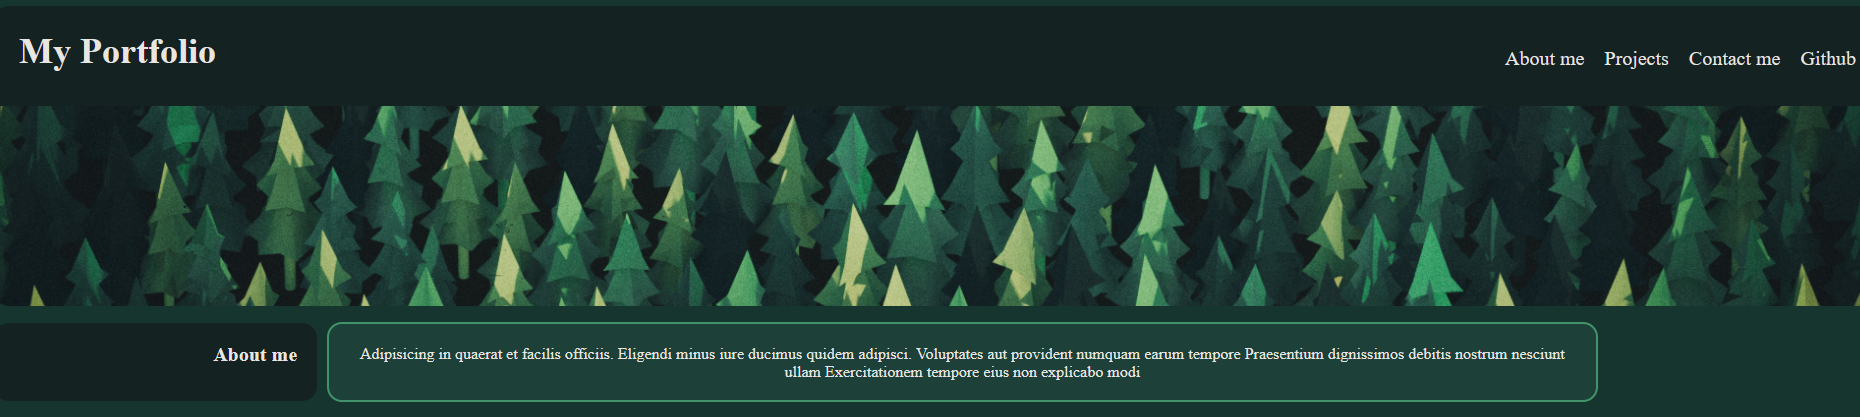 My Portfolio
About me Projects Contact me Github
About me
Adipisicing in quaerat et facilis officiis. Eligendi minus iure ducimus quidem adipisci. Voluptates aut provident numquam earum tempore Praesentium dignissimos debitis nostrum nesciunt
ullam Exercitationem tempore eius non explicabo modi